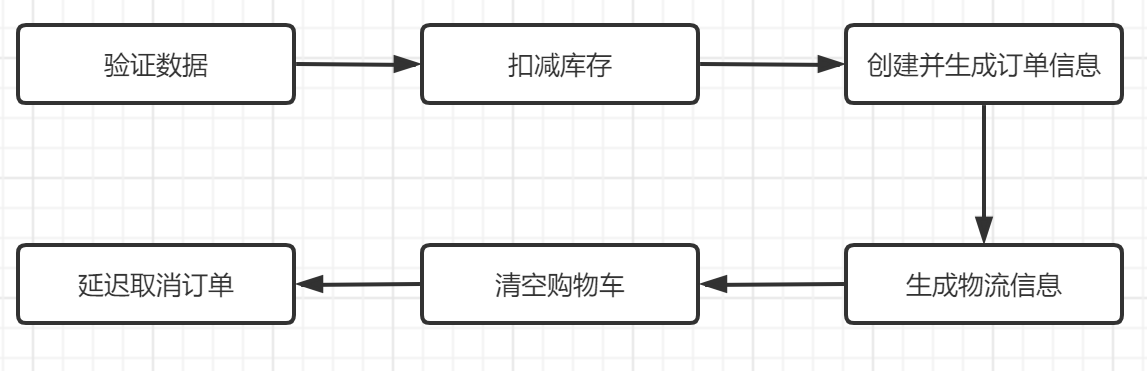 验证数据
扣减库存
创建并生成订单信息
生成物流信息
清空购物车
延迟取消订单